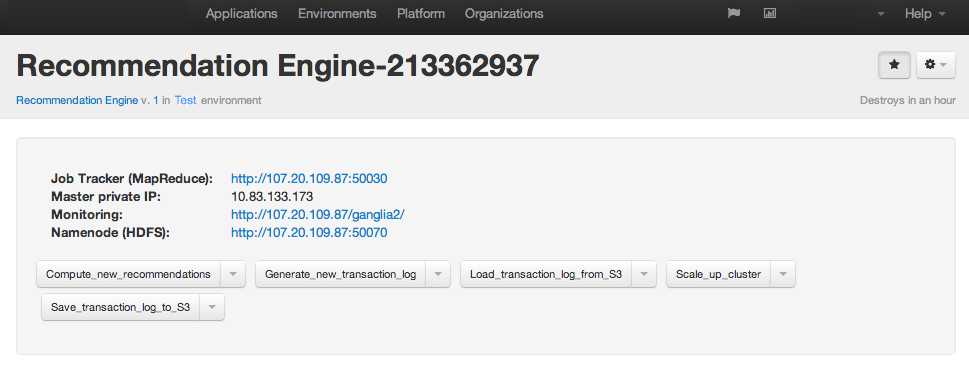 Applications Environments Platform Organizations Help
Recommendation Engine-213362937
Recommendation Engine v. 1 in Test environment Destroys in an hour
Job Tracker (MapReduce): http://107.20.109.87:50030
Master private IP: 10.83.133.173
Monitoring: http://107.20.109.87/ganglia2/
Namenode (HDFS): http://107.20.109.87:50070
Compute_new_recommendations Generate_new_transaction_log Load_transaction_log_from_S3 Scale_up_cluster
Save_transaction_log_to_S3